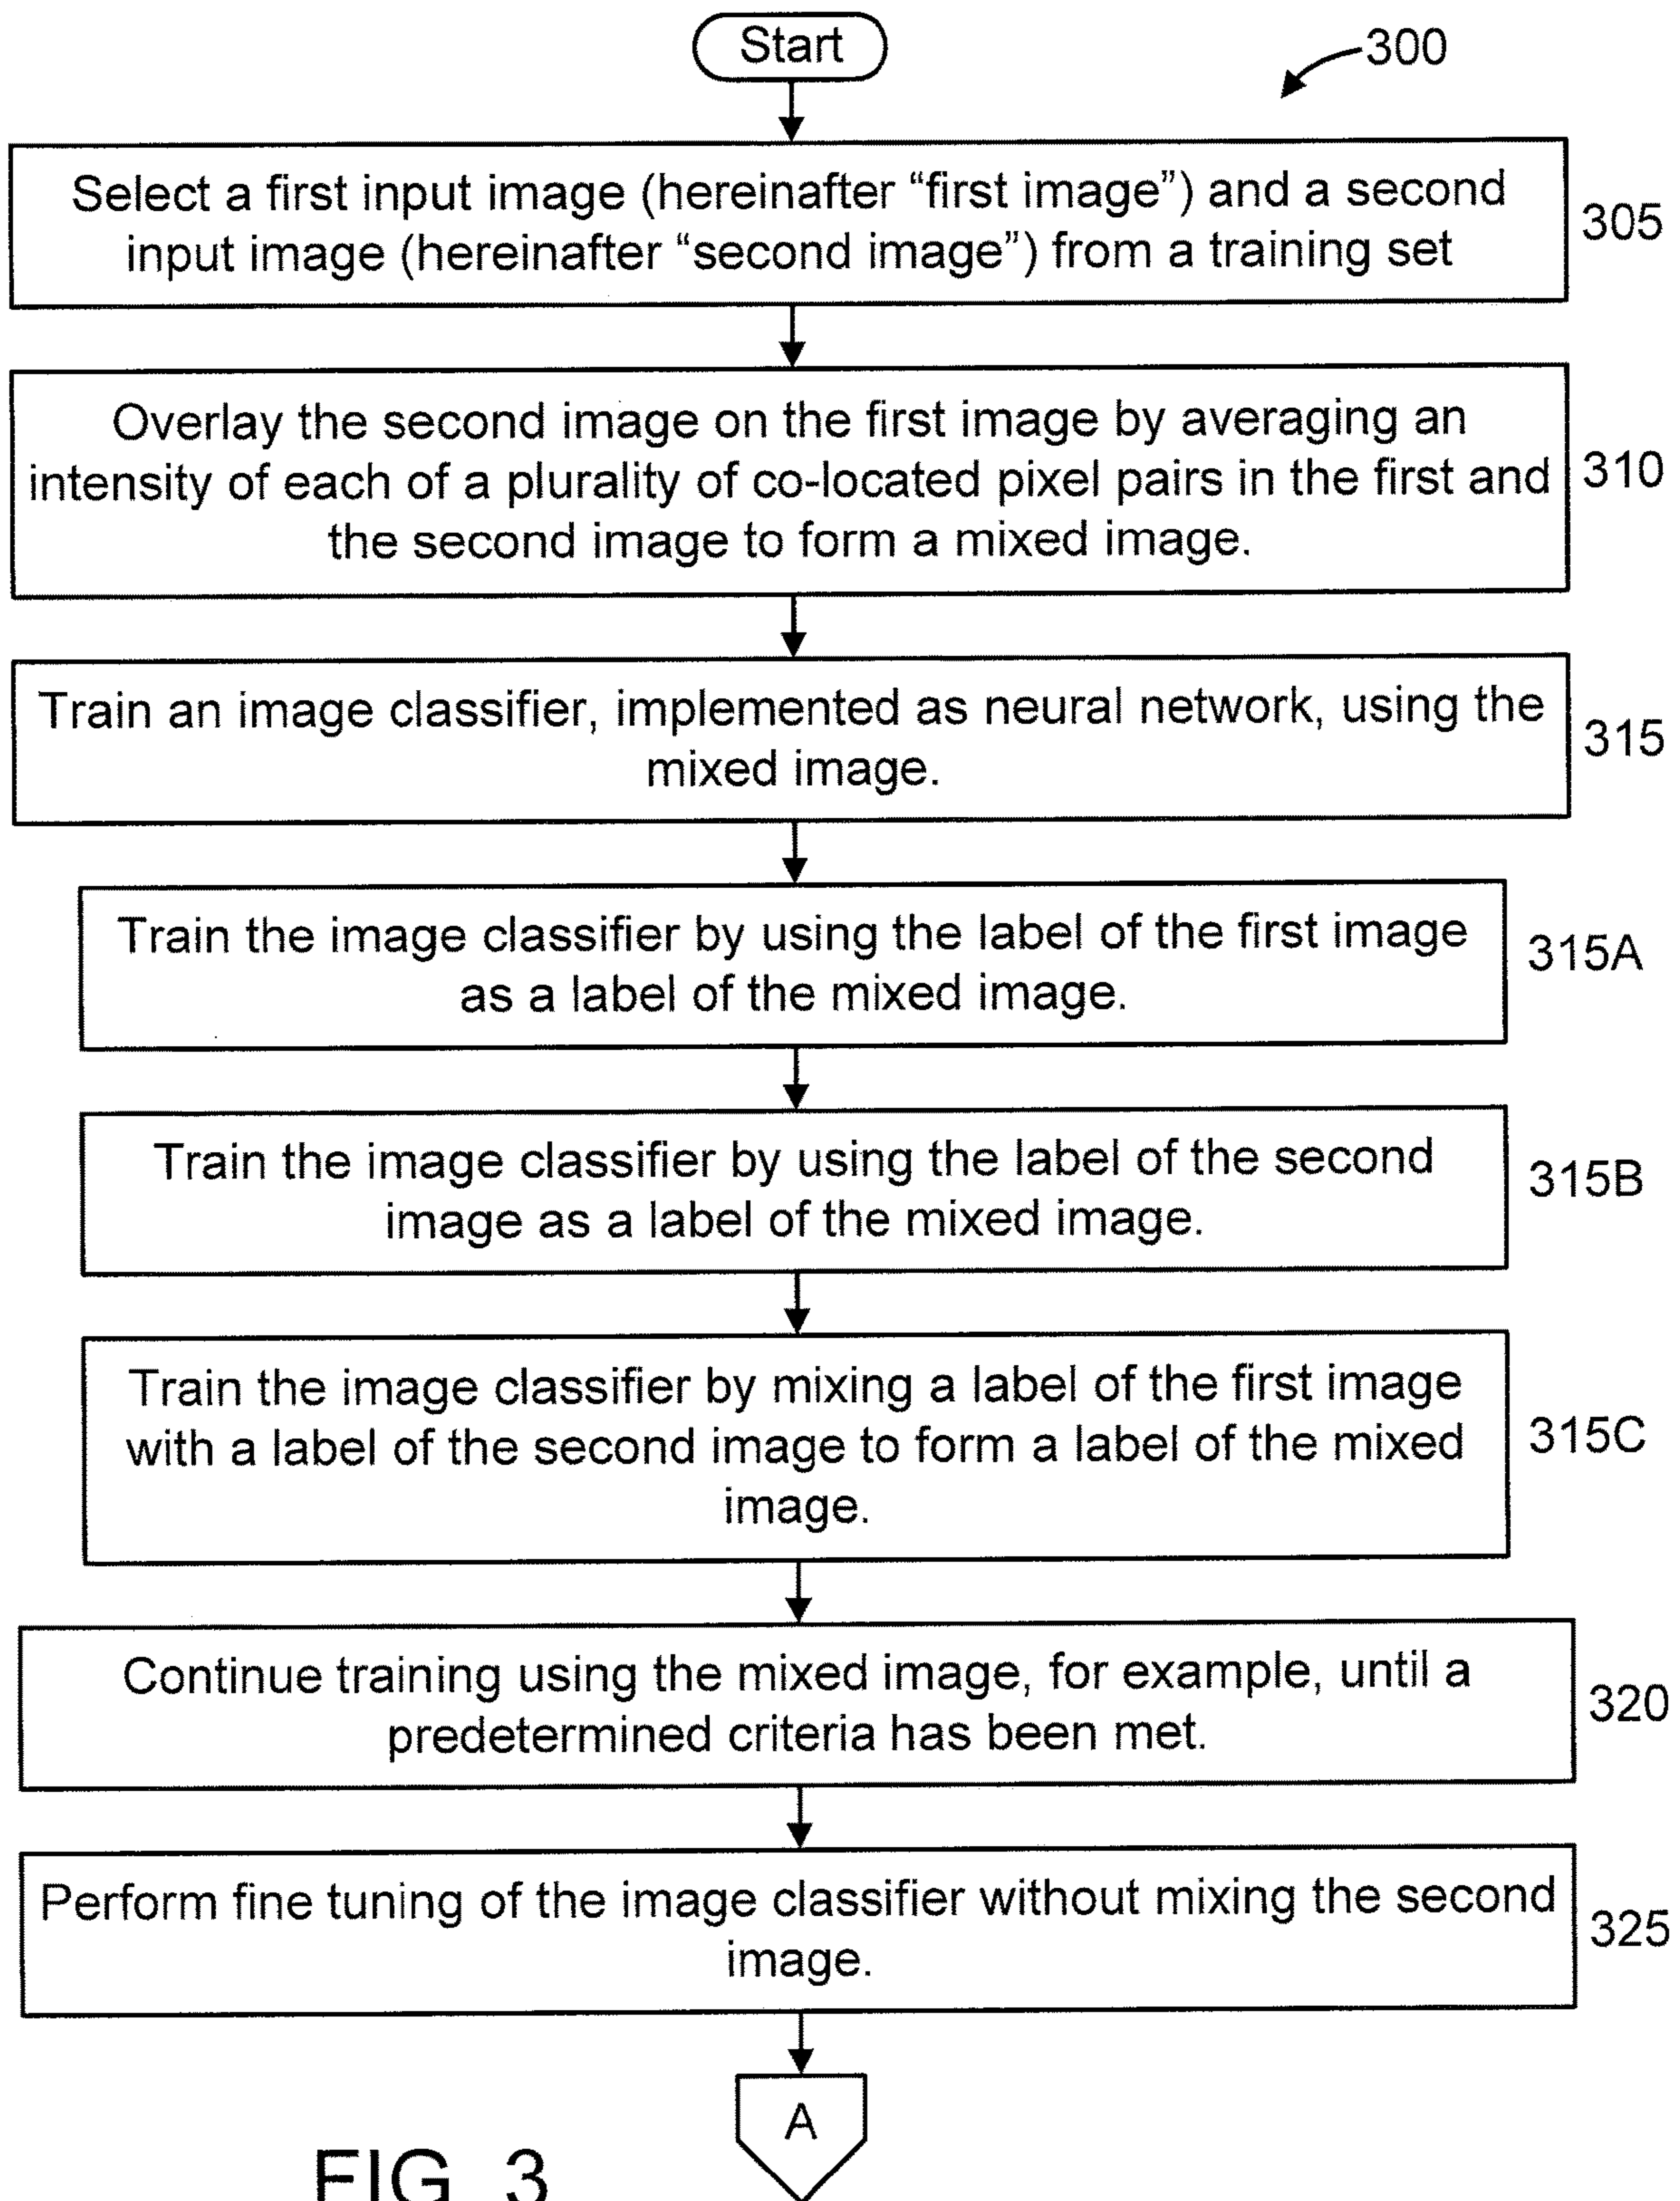 Start
300
Select a first input image (hereinafter “first image”) and a second
input image (hereinafter “second image”) from a training set
305
Overlay the second image on the first image by averaging an
intensity of each of a plurality of co-located pixel pairs in the first and
the second image to form a mixed image.
310
Train an image classifier, implemented as neural network, using the
mixed image.
315
Train the image classifier by using the label of the first image
as a label of the mixed image.
315A
Train the image classifier by using the label of the second
image as a label of the mixed image.
315B
Train the image classifier by mixing a label of the first image
with a label of the second image to form a label of the mixed
image.
315C
Continue training using the mixed image, for example, until a
predetermined criteria has been met.
320
Perform fine tuning of the image classifier without mixing the second
image.
325
A
FIG. 3